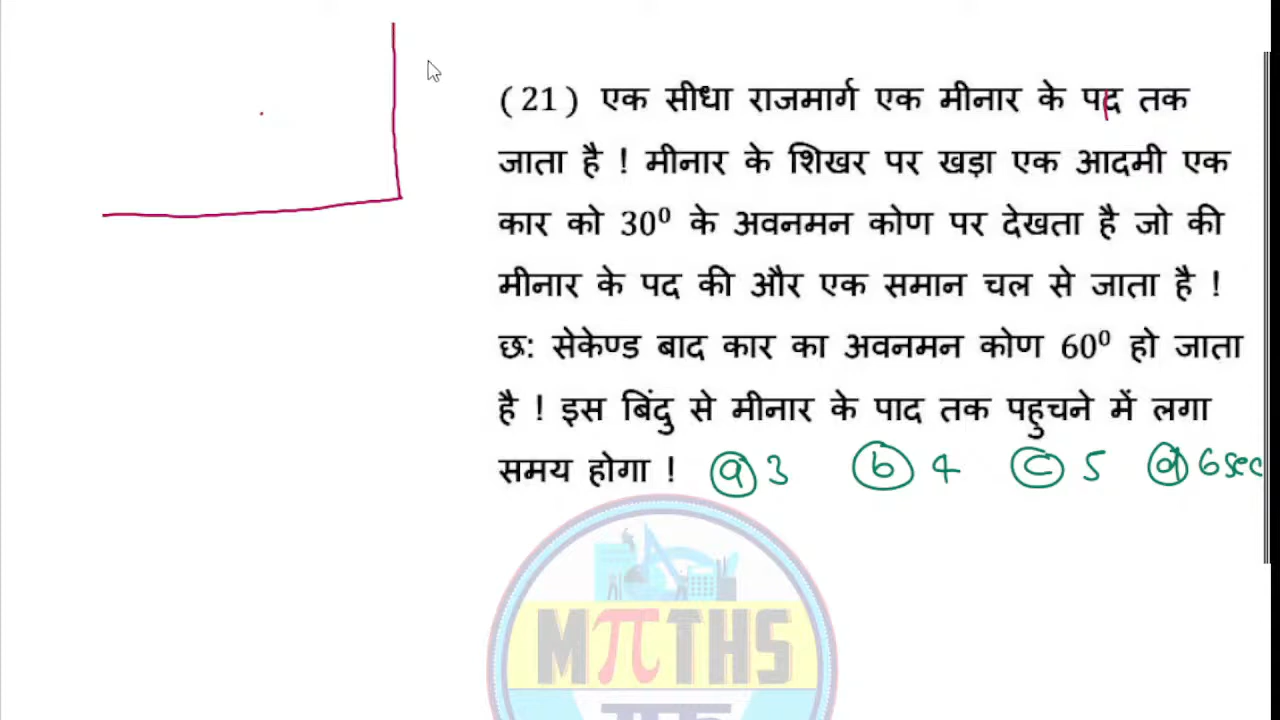 (21) एक सीधा राजमार्ग एक मीनार के पद तक
जाता है ! मीनार के शिखर पर खड़ा एक आदमी एक
कार को 30⁰ के अवनमन कोण पर देखता है जो की
मीनार के पद की और एक समान चल से जाता है !
छः सेकेण्ड बाद कार का अवनमन कोण 60⁰ हो जाता
है ! इस बिंदु से मीनार के पाद तक पहुचने में लगा
समय होगा ! (a) 3 (b) 4 (c) 5 (d) 6 sec
MπTHS